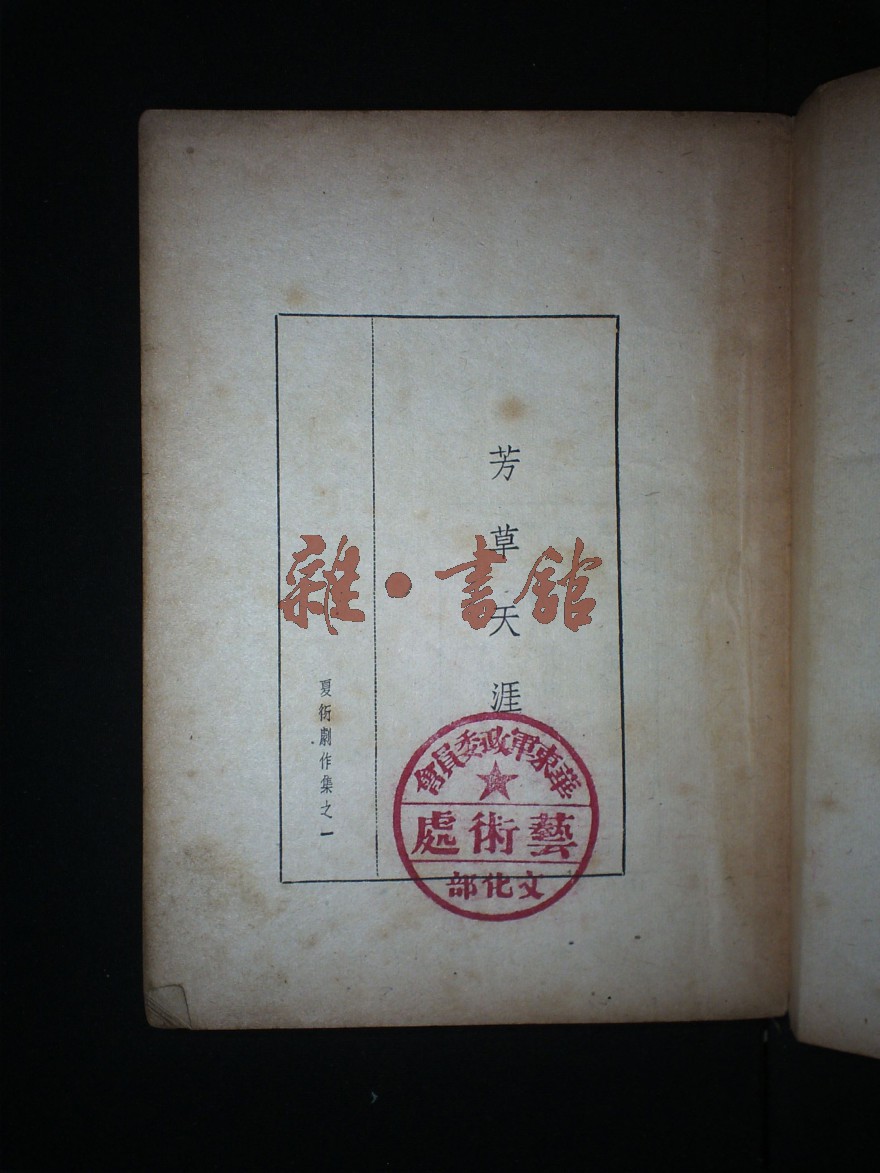 芳草天涯
夏衍劇作集之一
雜·書館
華東軍政委員會
藝術處
文化部